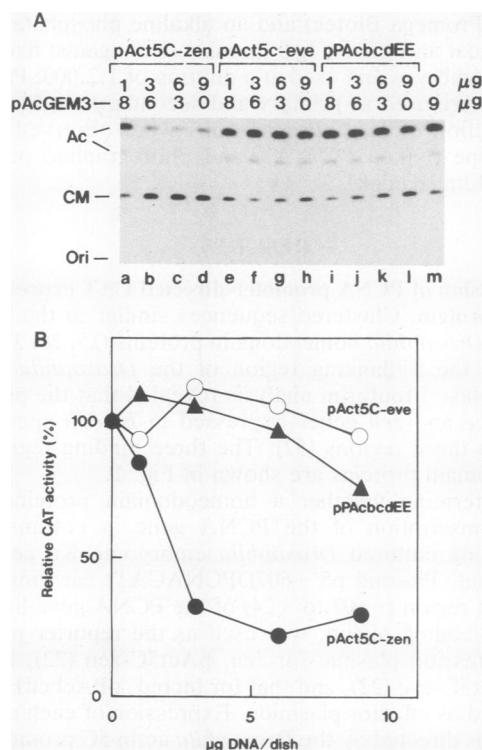 A
pAct5C-zen pAct5C-eve pPAcbcdEE
1 3 6 9 1 3 6 9 1 3 6 9 µg
pAcGEM3 8 6 3 0 8 6 3 0 8 6 3 0 µg
Ac
CM
Ori
a b c d e f g h i j k l m
B
Relative CAT activity (%)
100
50
0
pAct5C-eve
pPAcbcdEE
pAct5C-zen
0 5 10
µg DNA/dish